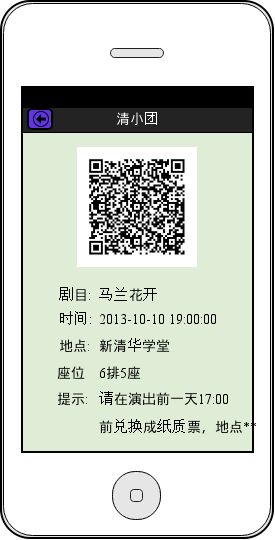 清小团
剧目: 马兰花开
时间: 2013-10-10 19:00:00
地点: 新清华学堂
座位 6排5座
提示: 请在演出前一天17:00
前兑换成纸质票，地点**